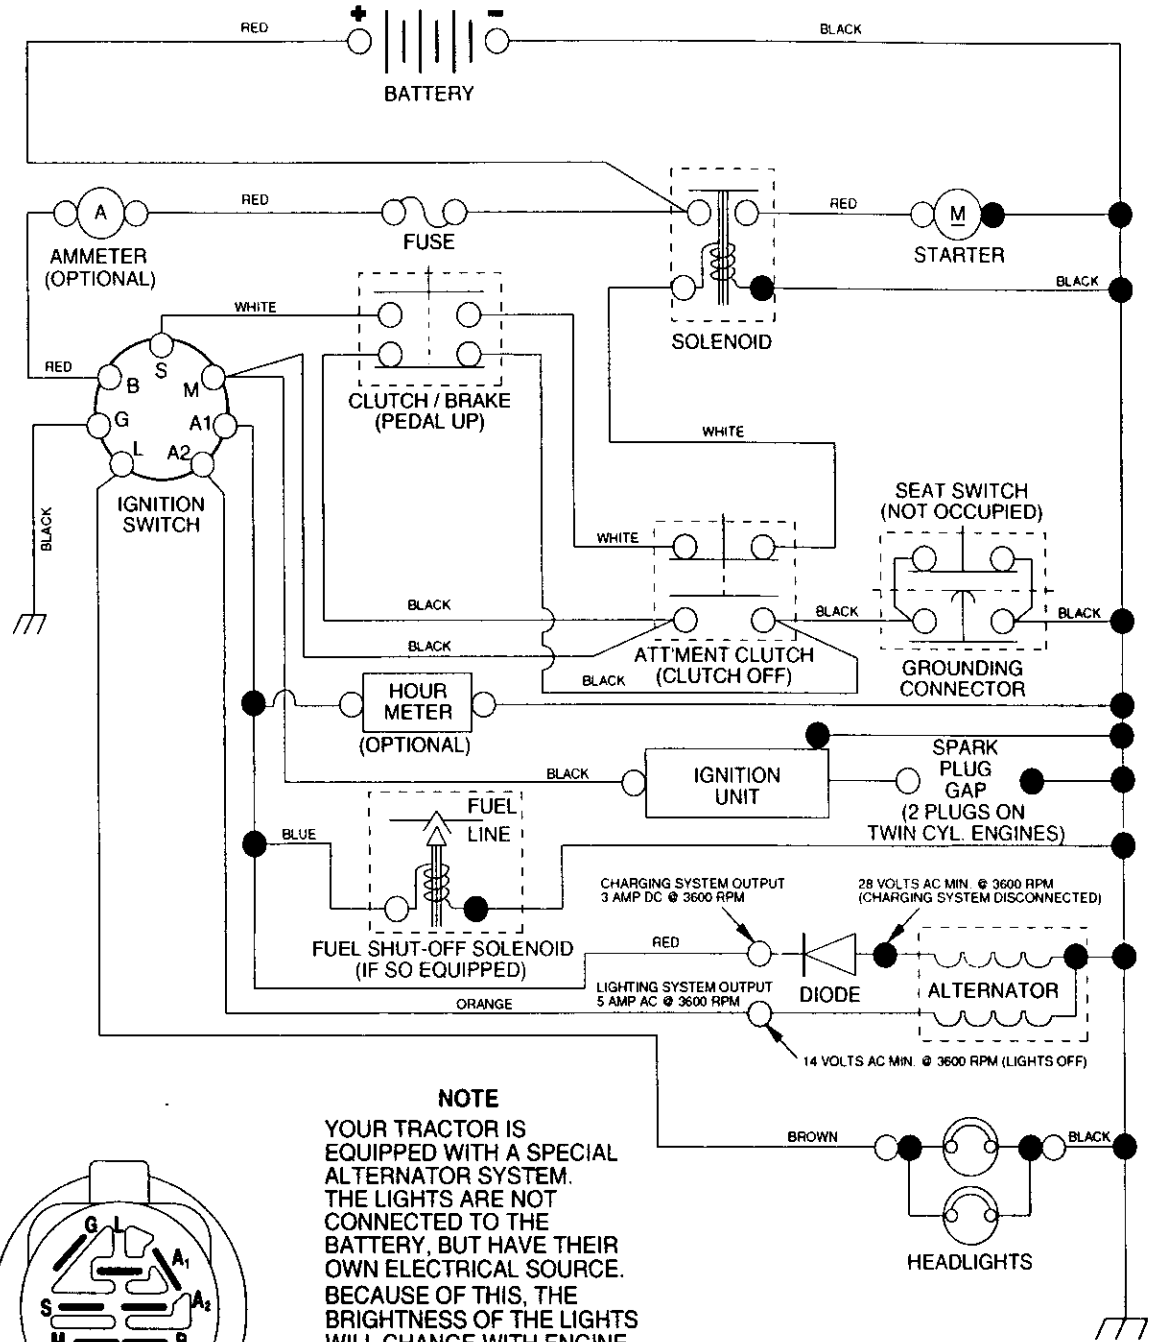 + -
RED
BLACK
BATTERY
A
RED
FUSE
RED
M
STARTER
AMMETER
(OPTIONAL)
BLACK
SOLENOID
WHITE
RED
B
S
M
G
A1
L
A2
IGNITION
SWITCH
BLACK
CLUTCH / BRAKE
(PEDAL UP)
WHITE
WHITE
SEAT SWITCH
(NOT OCCUPIED)
BLACK
BLACK
BLACK
BLACK
BLACK
ATT'MENT CLUTCH
(CLUTCH OFF)
GROUNDING
CONNECTOR
HOUR
METER
(OPTIONAL)
BLACK
IGNITION
UNIT
SPARK
PLUG
GAP
(2 PLUGS ON
TWIN CYL. ENGINES)
FUEL
LINE
BLUE
FUEL SHUT-OFF SOLENOID
(IF SO EQUIPPED)
CHARGING SYSTEM OUTPUT
3 AMP DC @ 3600 RPM
28 VOLTS AC MIN. @ 3600 RPM
(CHARGING SYSTEM DISCONNECTED)
RED
DIODE
ALTERNATOR
LIGHTING SYSTEM OUTPUT
5 AMP AC @ 3600 RPM
ORANGE
14 VOLTS AC MIN. @ 3600 RPM (LIGHTS OFF)
BROWN
BLACK
HEADLIGHTS
NOTE
YOUR TRACTOR IS
EQUIPPED WITH A SPECIAL
ALTERNATOR SYSTEM.
THE LIGHTS ARE NOT
CONNECTED TO THE
BATTERY, BUT HAVE THEIR
OWN ELECTRICAL SOURCE.
BECAUSE OF THIS, THE
BRIGHTNESS OF THE LIGHTS
WILL CHANGE WITH ENGINE
G L
A1
S
A2
M B